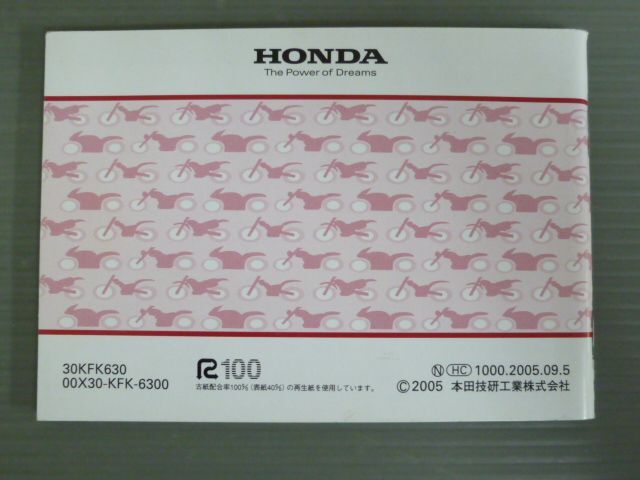 HONDA
The Power of Dreams
30KFK630
00X30-KFK-6300
R100
古紙配合率100%(表紙40%)の再生紙を使用しています。
N HC 1000.2005.09.5
©2005 本田技研工業株式会社